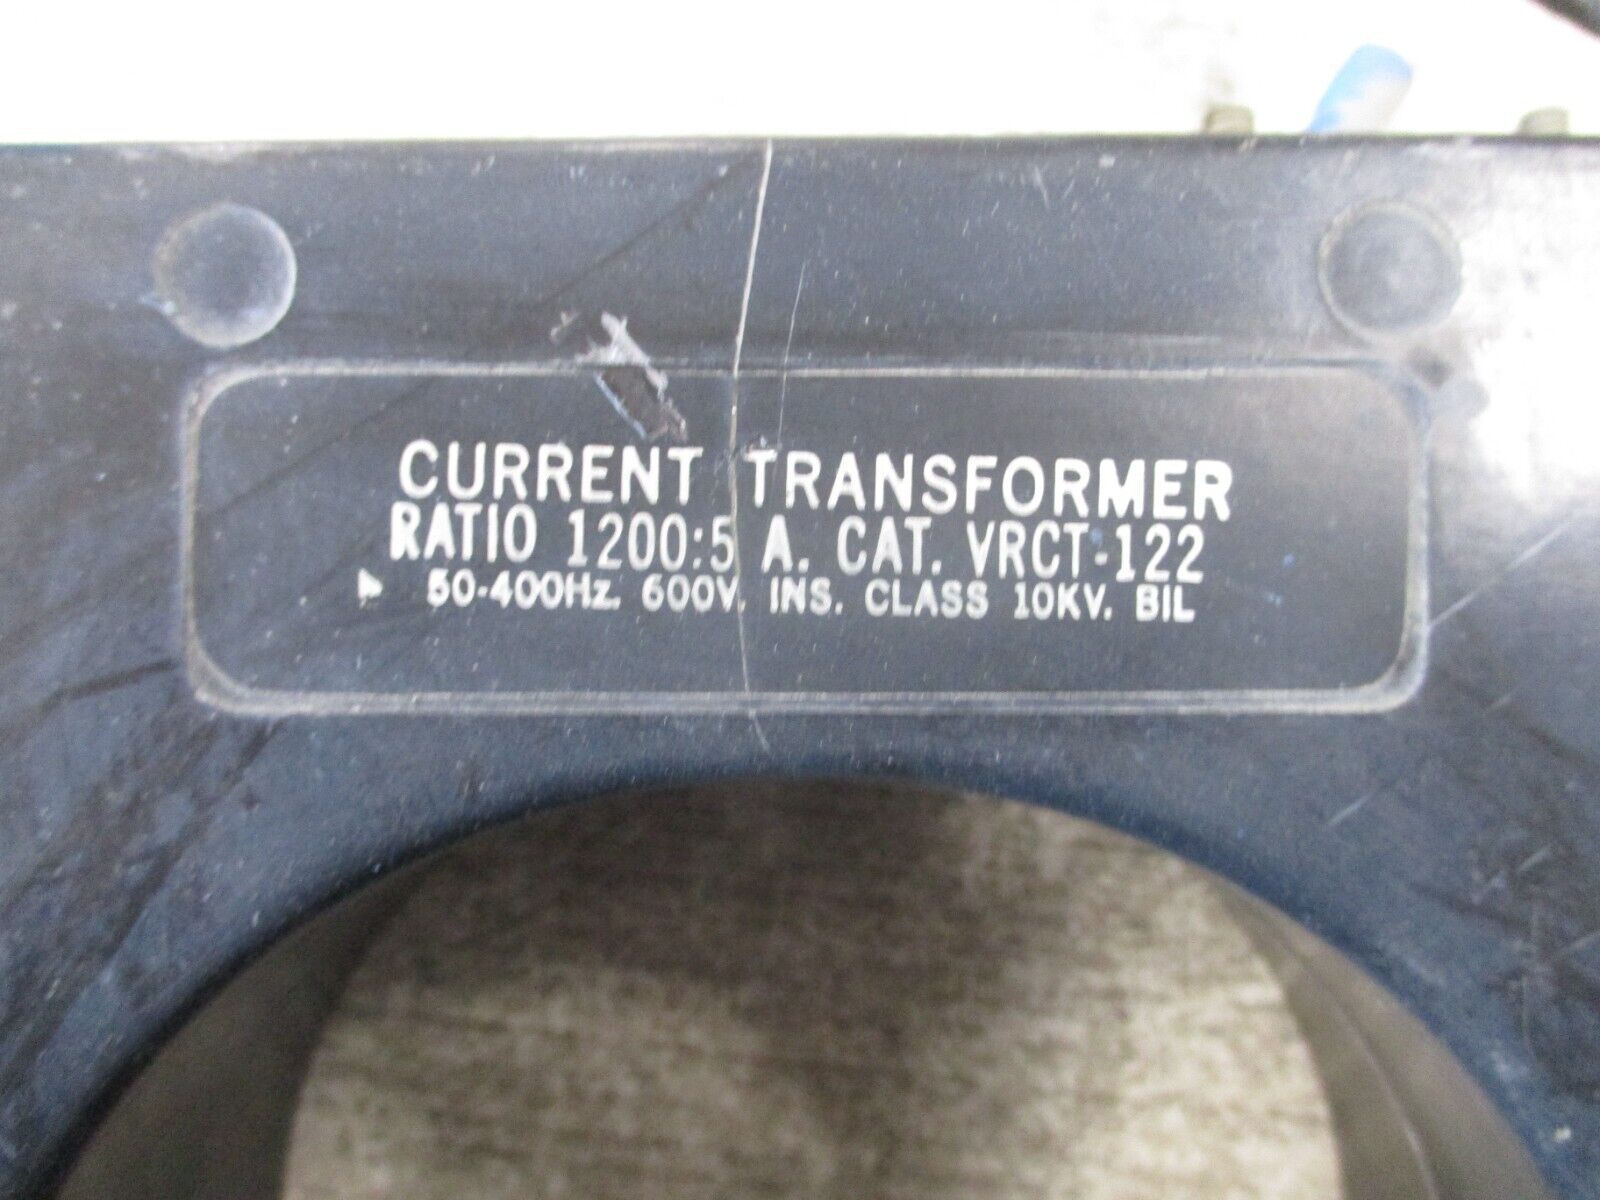 CURRENT TRANSFORMER
RATIO 1200:5 A. CAT. VRCT-122
50-400Hz. 600V. INS. CLASS 10KV. BIL